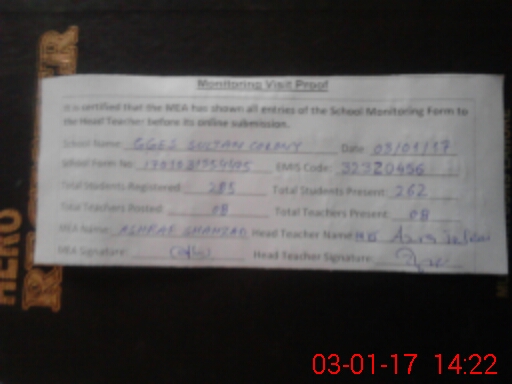 Monitoring Visit Proof
It is certified that the MEA has shown all entries of the School Monitoring Form to
the Head Teacher before its online submission.
School Name: GGES SULTAN COLONY Date 03/01/17
School Form No: EMIS Code: 32320456
Total Students Registered: 285 Total Students Present: 262
Total Teachers Posted: 08 Total Teachers Present: 08
MEA Name: ASHRAF SHAHZAD Head Teacher Name
MEA Signature: Head Teacher Signature:
HERO
03-01-17 14:22